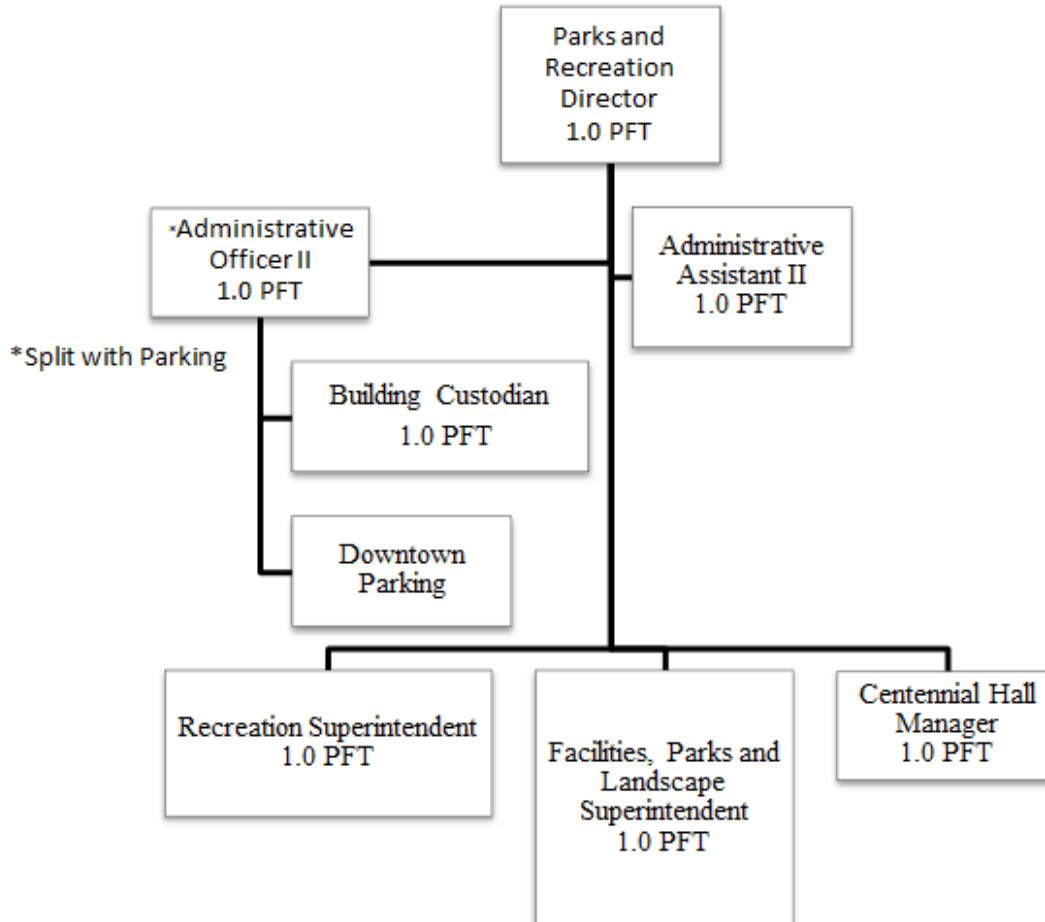 Parks and
Recreation
Director
1.0 PFT
*Administrative
Officer II
1.0 PFT
Administrative
Assistant II
1.0 PFT
*Split with Parking
Building Custodian
1.0 PFT
Downtown
Parking
Recreation Superintendent
1.0 PFT
Facilities, Parks and
Landscape
Superintendent
1.0 PFT
Centennial Hall
Manager
1.0 PFT